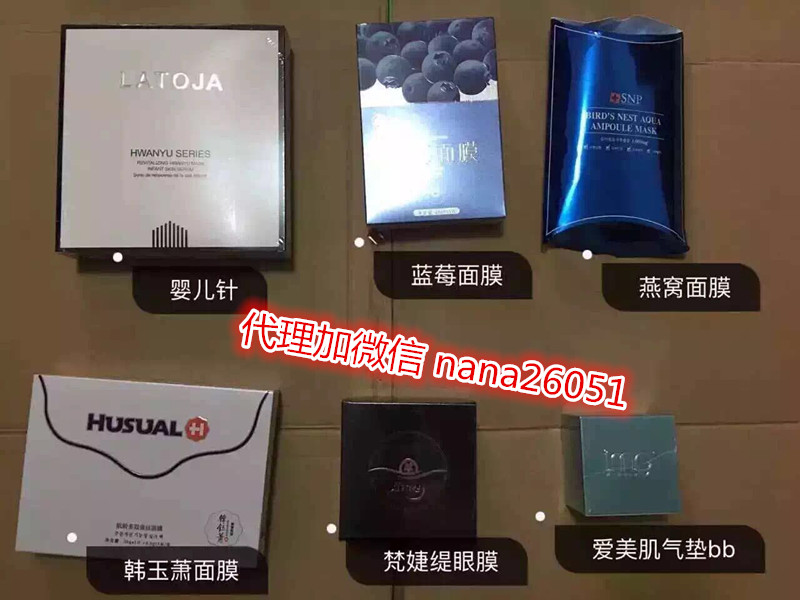 LATOJA
HWANYU SERIES
婴儿针
面膜
蓝莓面膜
SNP
BIRD'S NEST AQUA
AMPOULE MASK
燕窝面膜
代理加微信 nana26051
HUSUAL H
韩玉萧面膜
梵婕缇眼膜
mg
爱美肌气垫bb